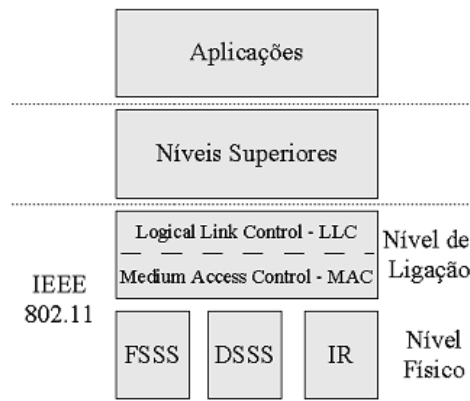 Aplicações
Níveis Superiores
Logical Link Control - LLC
Medium Access Control - MAC
Nível de
Ligação
IEEE
802.11
FSSS
DSSS
IR
Nível
Físico